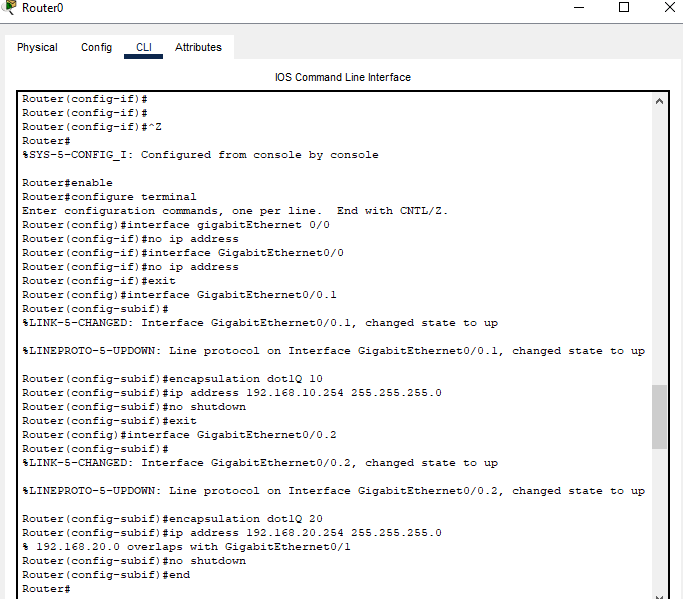 Router0
Physical Config CLI Attributes
IOS Command Line Interface
Router(config-if)#
Router(config-if)#
Router(config-if)#^Z
Router#
%SYS-5-CONFIG_I: Configured from console by console
Router#enable
Router#configure terminal
Enter configuration commands, one per line.  End with CNTL/Z.
Router(config)#interface gigabitEthernet 0/0
Router(config-if)#no ip address
Router(config-if)#interface GigabitEthernet0/0
Router(config-if)#no ip address
Router(config-if)#exit
Router(config)#interface GigabitEthernet0/0.1
Router(config-subif)#
%LINK-5-CHANGED: Interface GigabitEthernet0/0.1, changed state to up
%LINEPROTO-5-UPDOWN: Line protocol on Interface GigabitEthernet0/0.1, changed state to up
Router(config-subif)#encapsulation dot1Q 10
Router(config-subif)#ip address 192.168.10.254 255.255.255.0
Router(config-subif)#no shutdown
Router(config-subif)#exit
Router(config)#interface GigabitEthernet0/0.2
Router(config-subif)#
%LINK-5-CHANGED: Interface GigabitEthernet0/0.2, changed state to up
%LINEPROTO-5-UPDOWN: Line protocol on Interface GigabitEthernet0/0.2, changed state to up
Router(config-subif)#encapsulation dot1Q 20
Router(config-subif)#ip address 192.168.20.254 255.255.255.0
% 192.168.20.0 overlaps with GigabitEthernet0/1
Router(config-subif)#no shutdown
Router(config-subif)#end
Router#